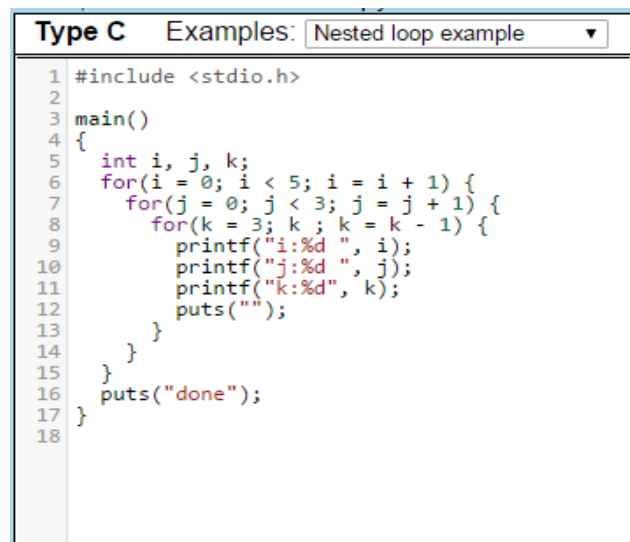 Type C Examples: Nested loop example
1 #include <stdio.h>
2
3 main()
4 {
5   int i, j, k;
6   for(i = 0; i < 5; i = i + 1) {
7     for(j = 0; j < 3; j = j + 1) {
8       for(k = 3; k ; k = k - 1) {
9         printf("i:%d ", i);
10         printf("j:%d ", j);
11         printf("k:%d", k);
12         puts("");
13       }
14     }
15   }
16   puts("done");
17 }
18